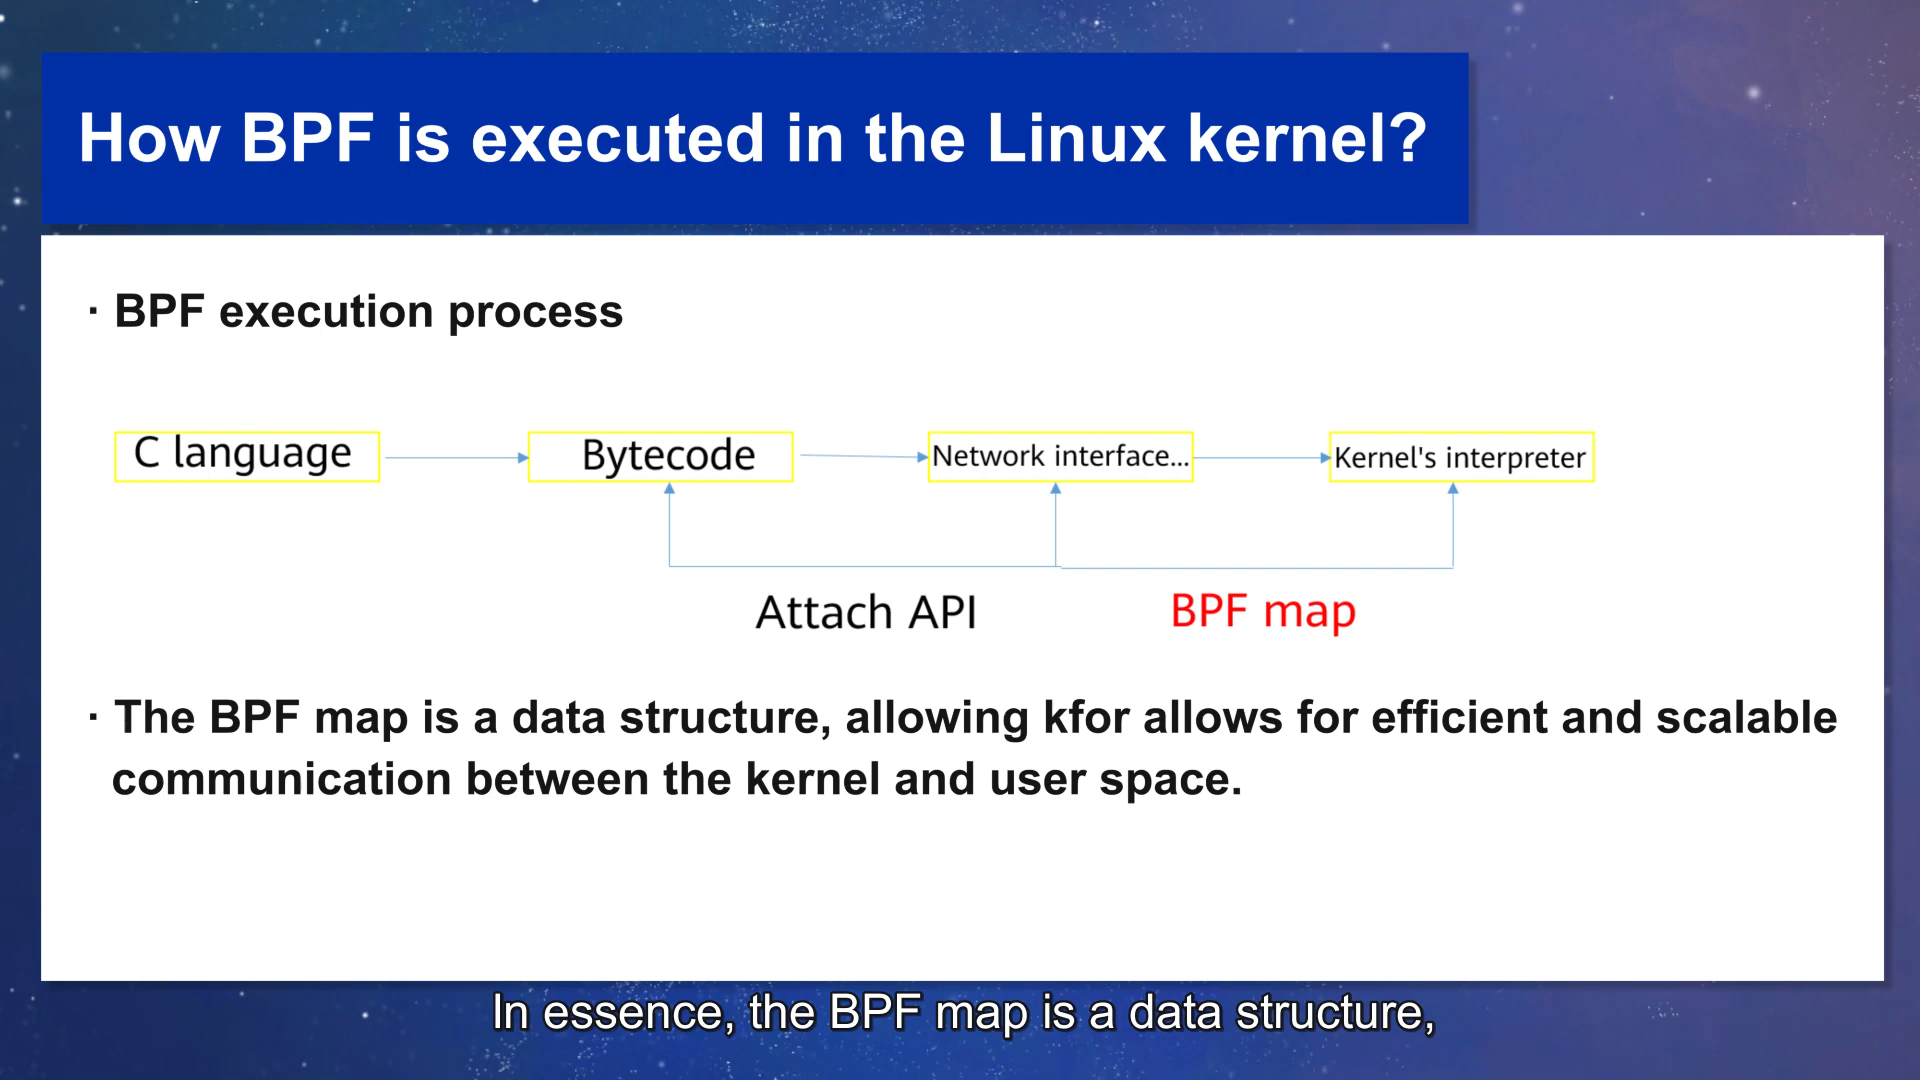 How BPF is executed in the Linux kernel?
· BPF execution process
C language
Bytecode
Network interface...
Kernel's interpreter
Attach API
BPF map
· The BPF map is a data structure, allowing kfor allows for efficient and scalable
communication between the kernel and user space.
In essence, the BPF map is a data structure,